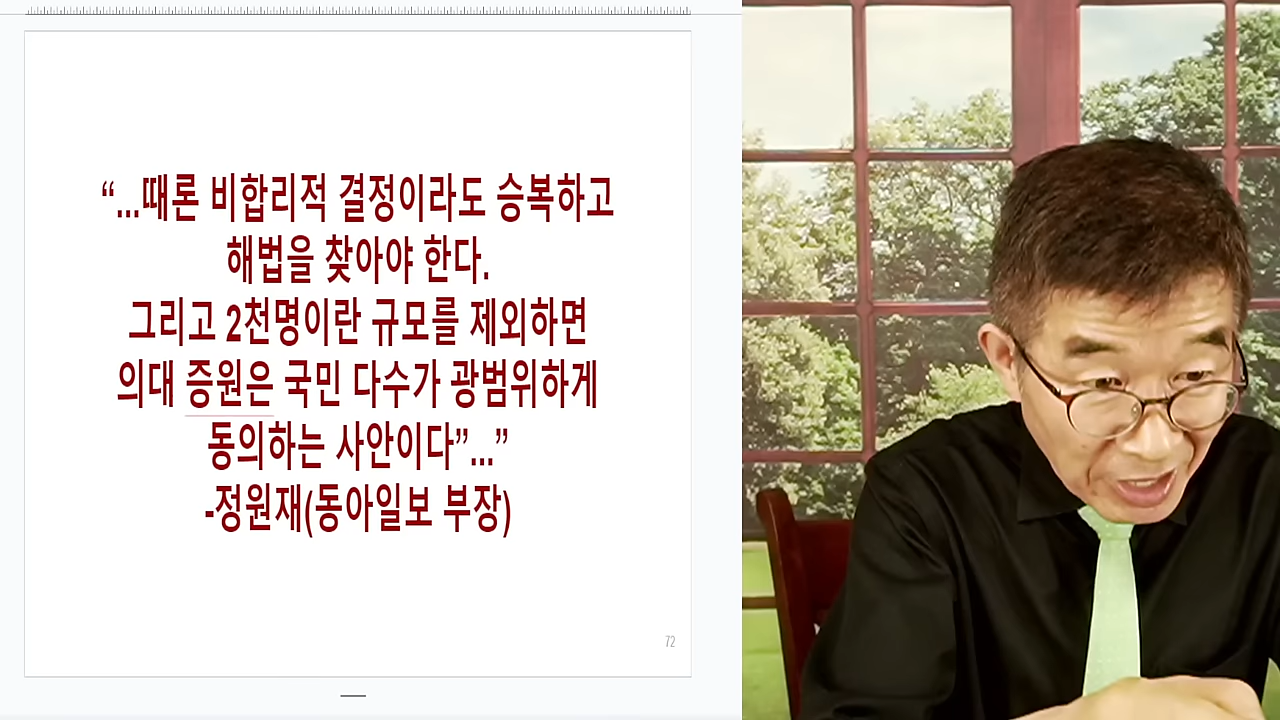 “...때론 비합리적 결정이라도 승복하고
해법을 찾아야 한다.
그리고 2천명이란 규모를 제외하면
의대 증원은 국민 다수가 광범위하게
동의하는 사안이다”...”
-정원재(동아일보 부장)
72